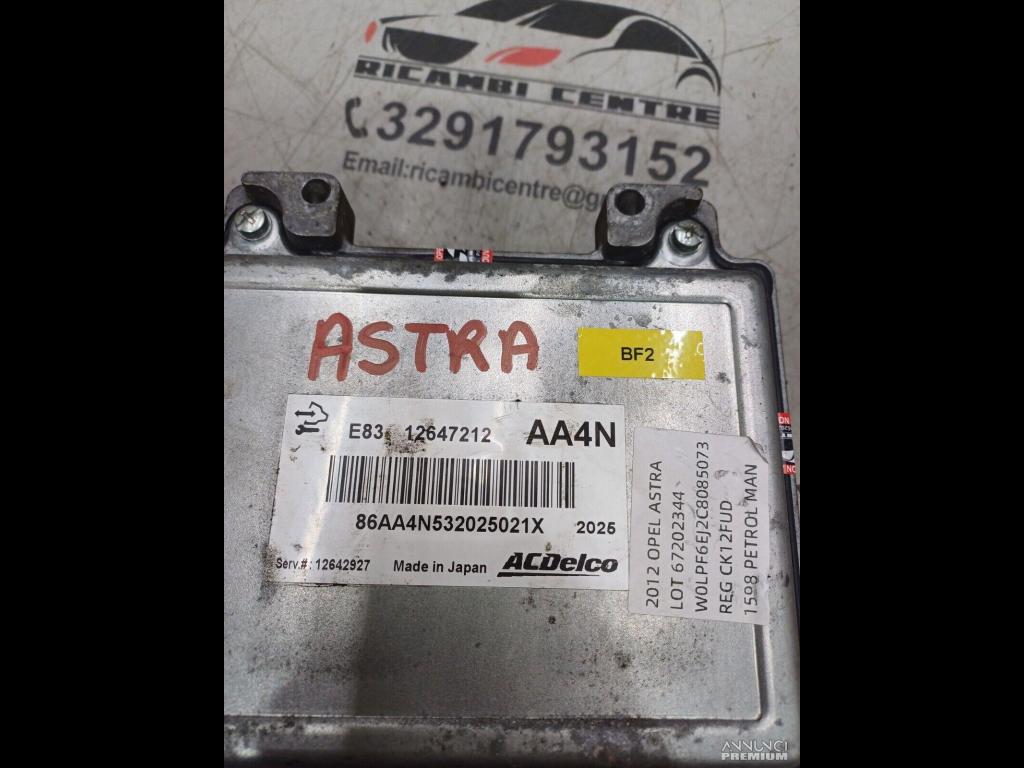 RICAMBI CENTRE
3291793152
Email:ricambicentre@g
ASTRA
BF2
E83 12647212 AA4N
86AA4N532025021X 2025
Serv.#: 12642927 Made in Japan ACDelco
2012 OPEL ASTRA
LOT 67202344
W0LPF6EJ2C8085073
REG CK12FUD
1598 PETROL MAN
ANNUNCI
PREMIUM